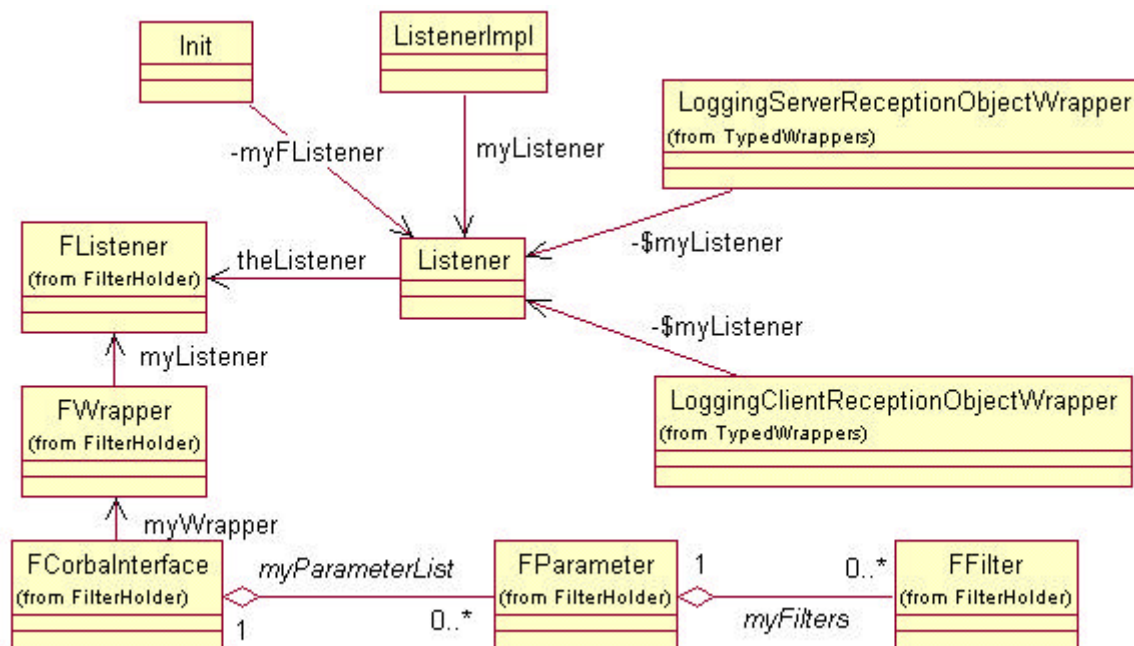 Init
ListenerImpl
LoggingServerReceptionObjectWrapper
(from TypedWrappers)
-myFListener
myListener
FListener
(from FilterHolder)
theListener
Listener
-$myListener
-$myListener
myListener
FWrapper
(from FilterHolder)
LoggingClientReceptionObjectWrapper
(from TypedWrappers)
myWrapper
FCorbaInterface
(from FilterHolder)
myParameterList
1
0..*
FParameter
(from FilterHolder)
1
0..*
myFilters
FFilter
(from FilterHolder)